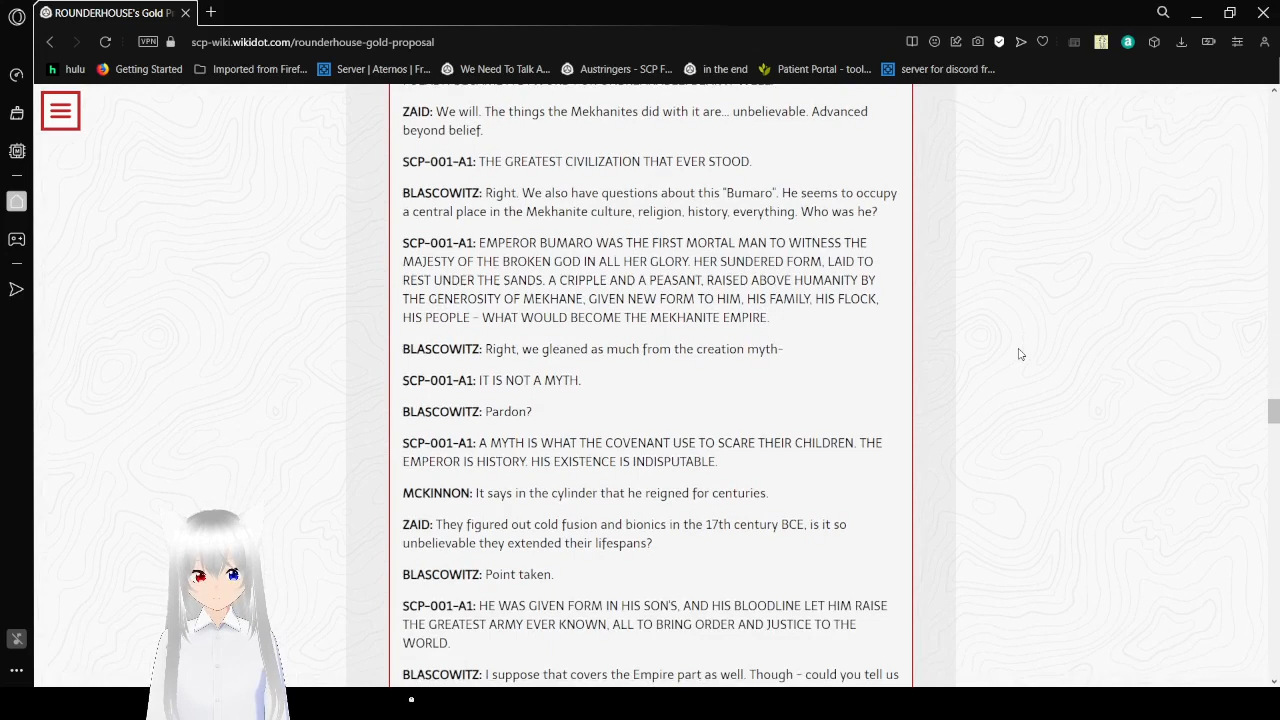 ROUNDERHOUSE's Gold P
scp-wiki.wikidot.com/rounderhouse-gold-proposal
VPN
hulu
Getting Started
Imported from Firef...
Server | Aternos | Fr...
We Need To Talk A...
Austringers - SCP F...
in the end
Patient Portal - tool...
server for discord fr...
ZAID: We will. The things the Mekhanites did with it are... unbelievable. Advanced
beyond belief.
SCP-001-A1: THE GREATEST CIVILIZATION THAT EVER STOOD.
BLASCOWITZ: Right. We also have questions about this "Bumaro". He seems to occupy
a central place in the Mekhanite culture, religion, history, everything. Who was he?
SCP-001-A1: EMPEROR BUMARO WAS THE FIRST MORTAL MAN TO WITNESS THE
MAJESTY OF THE BROKEN GOD IN ALL HER GLORY. HER SUNDERED FORM, LAID TO
REST UNDER THE SANDS. A CRIPPLE AND A PEASANT, RAISED ABOVE HUMANITY BY
THE GENEROSITY OF MEKHANE, GIVEN NEW FORM TO HIM, HIS FAMILY, HIS FLOCK,
HIS PEOPLE - WHAT WOULD BECOME THE MEKHANITE EMPIRE.
BLASCOWITZ: Right, we gleaned as much from the creation myth-
SCP-001-A1: IT IS NOT A MYTH.
BLASCOWITZ: Pardon?
SCP-001-A1: A MYTH IS WHAT THE COVENANT USE TO SCARE THEIR CHILDREN. THE
EMPEROR IS HISTORY. HIS EXISTENCE IS INDISPUTABLE.
MCKINNON: It says in the cylinder that he reigned for centuries.
ZAID: They figured out cold fusion and bionics in the 17th century BCE, is it so
unbelievable they extended their lifespans?
BLASCOWITZ: Point taken.
SCP-001-A1: HE WAS GIVEN FORM IN HIS SON'S, AND HIS BLOODLINE LET HIM RAISE
THE GREATEST ARMY EVER KNOWN, ALL TO BRING ORDER AND JUSTICE TO THE
WORLD.
BLASCOWITZ: I suppose that covers the Empire part as well. Though - could you tell us